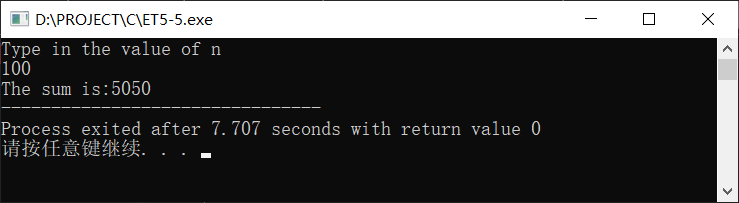 D:\PROJECT\C\ET5-5.exe
Type in the value of n
100
The sum is:5050
--------------------------------
Process exited after 7.707 seconds with return value 0
请按任意键继续. . .